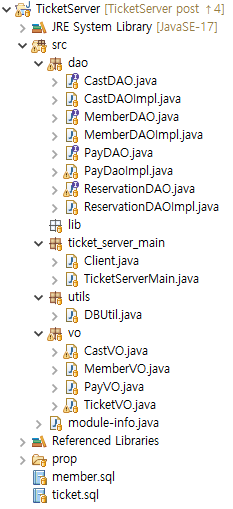 TicketServer [TicketServer post ↑4]
JRE System Library [JavaSE-17]
src
dao
CastDAO.java
CastDAOImpl.java
MemberDAO.java
MemberDAOImpl.java
PayDAO.java
PayDaoImpl.java
ReservationDAO.java
ReservationDAOImpl.java
lib
ticket_server_main
Client.java
TicketServerMain.java
utils
DBUtil.java
vo
CastVO.java
MemberVO.java
PayVO.java
TicketVO.java
module-info.java
Referenced Libraries
prop
member.sql
ticket.sql